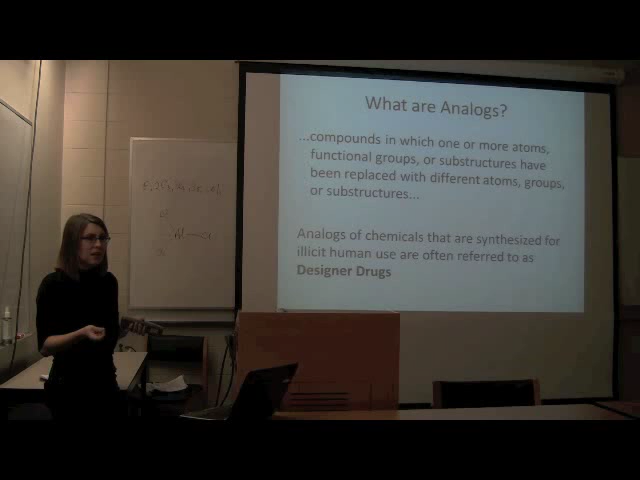 What are Analogs?
...compounds in which one or more atoms,
functional groups, or substructures have
been replaced with different atoms, groups,
or substructures...
Analogs of chemicals that are synthesized for
illicit human use are often referred to as
Designer Drugs